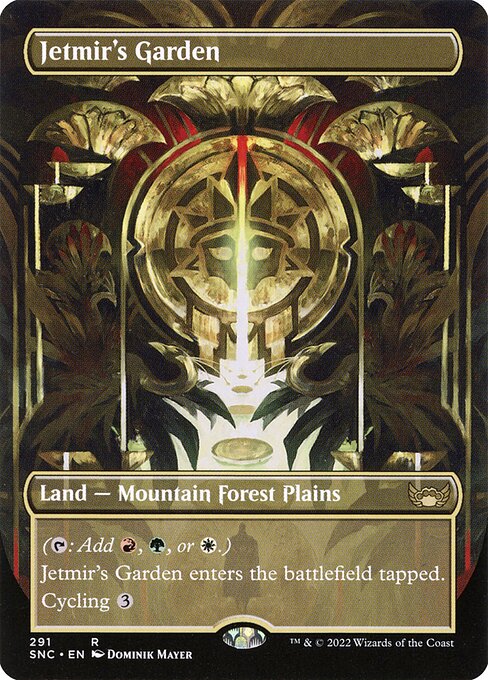 Jetmir's Garden
Land — Mountain Forest Plains
(: Add , , or .)
Jetmir's Garden enters the battlefield tapped.
Cycling 3
291 R
SNC • EN Dominik Mayer
™ & © 2022 Wizards of the Coast